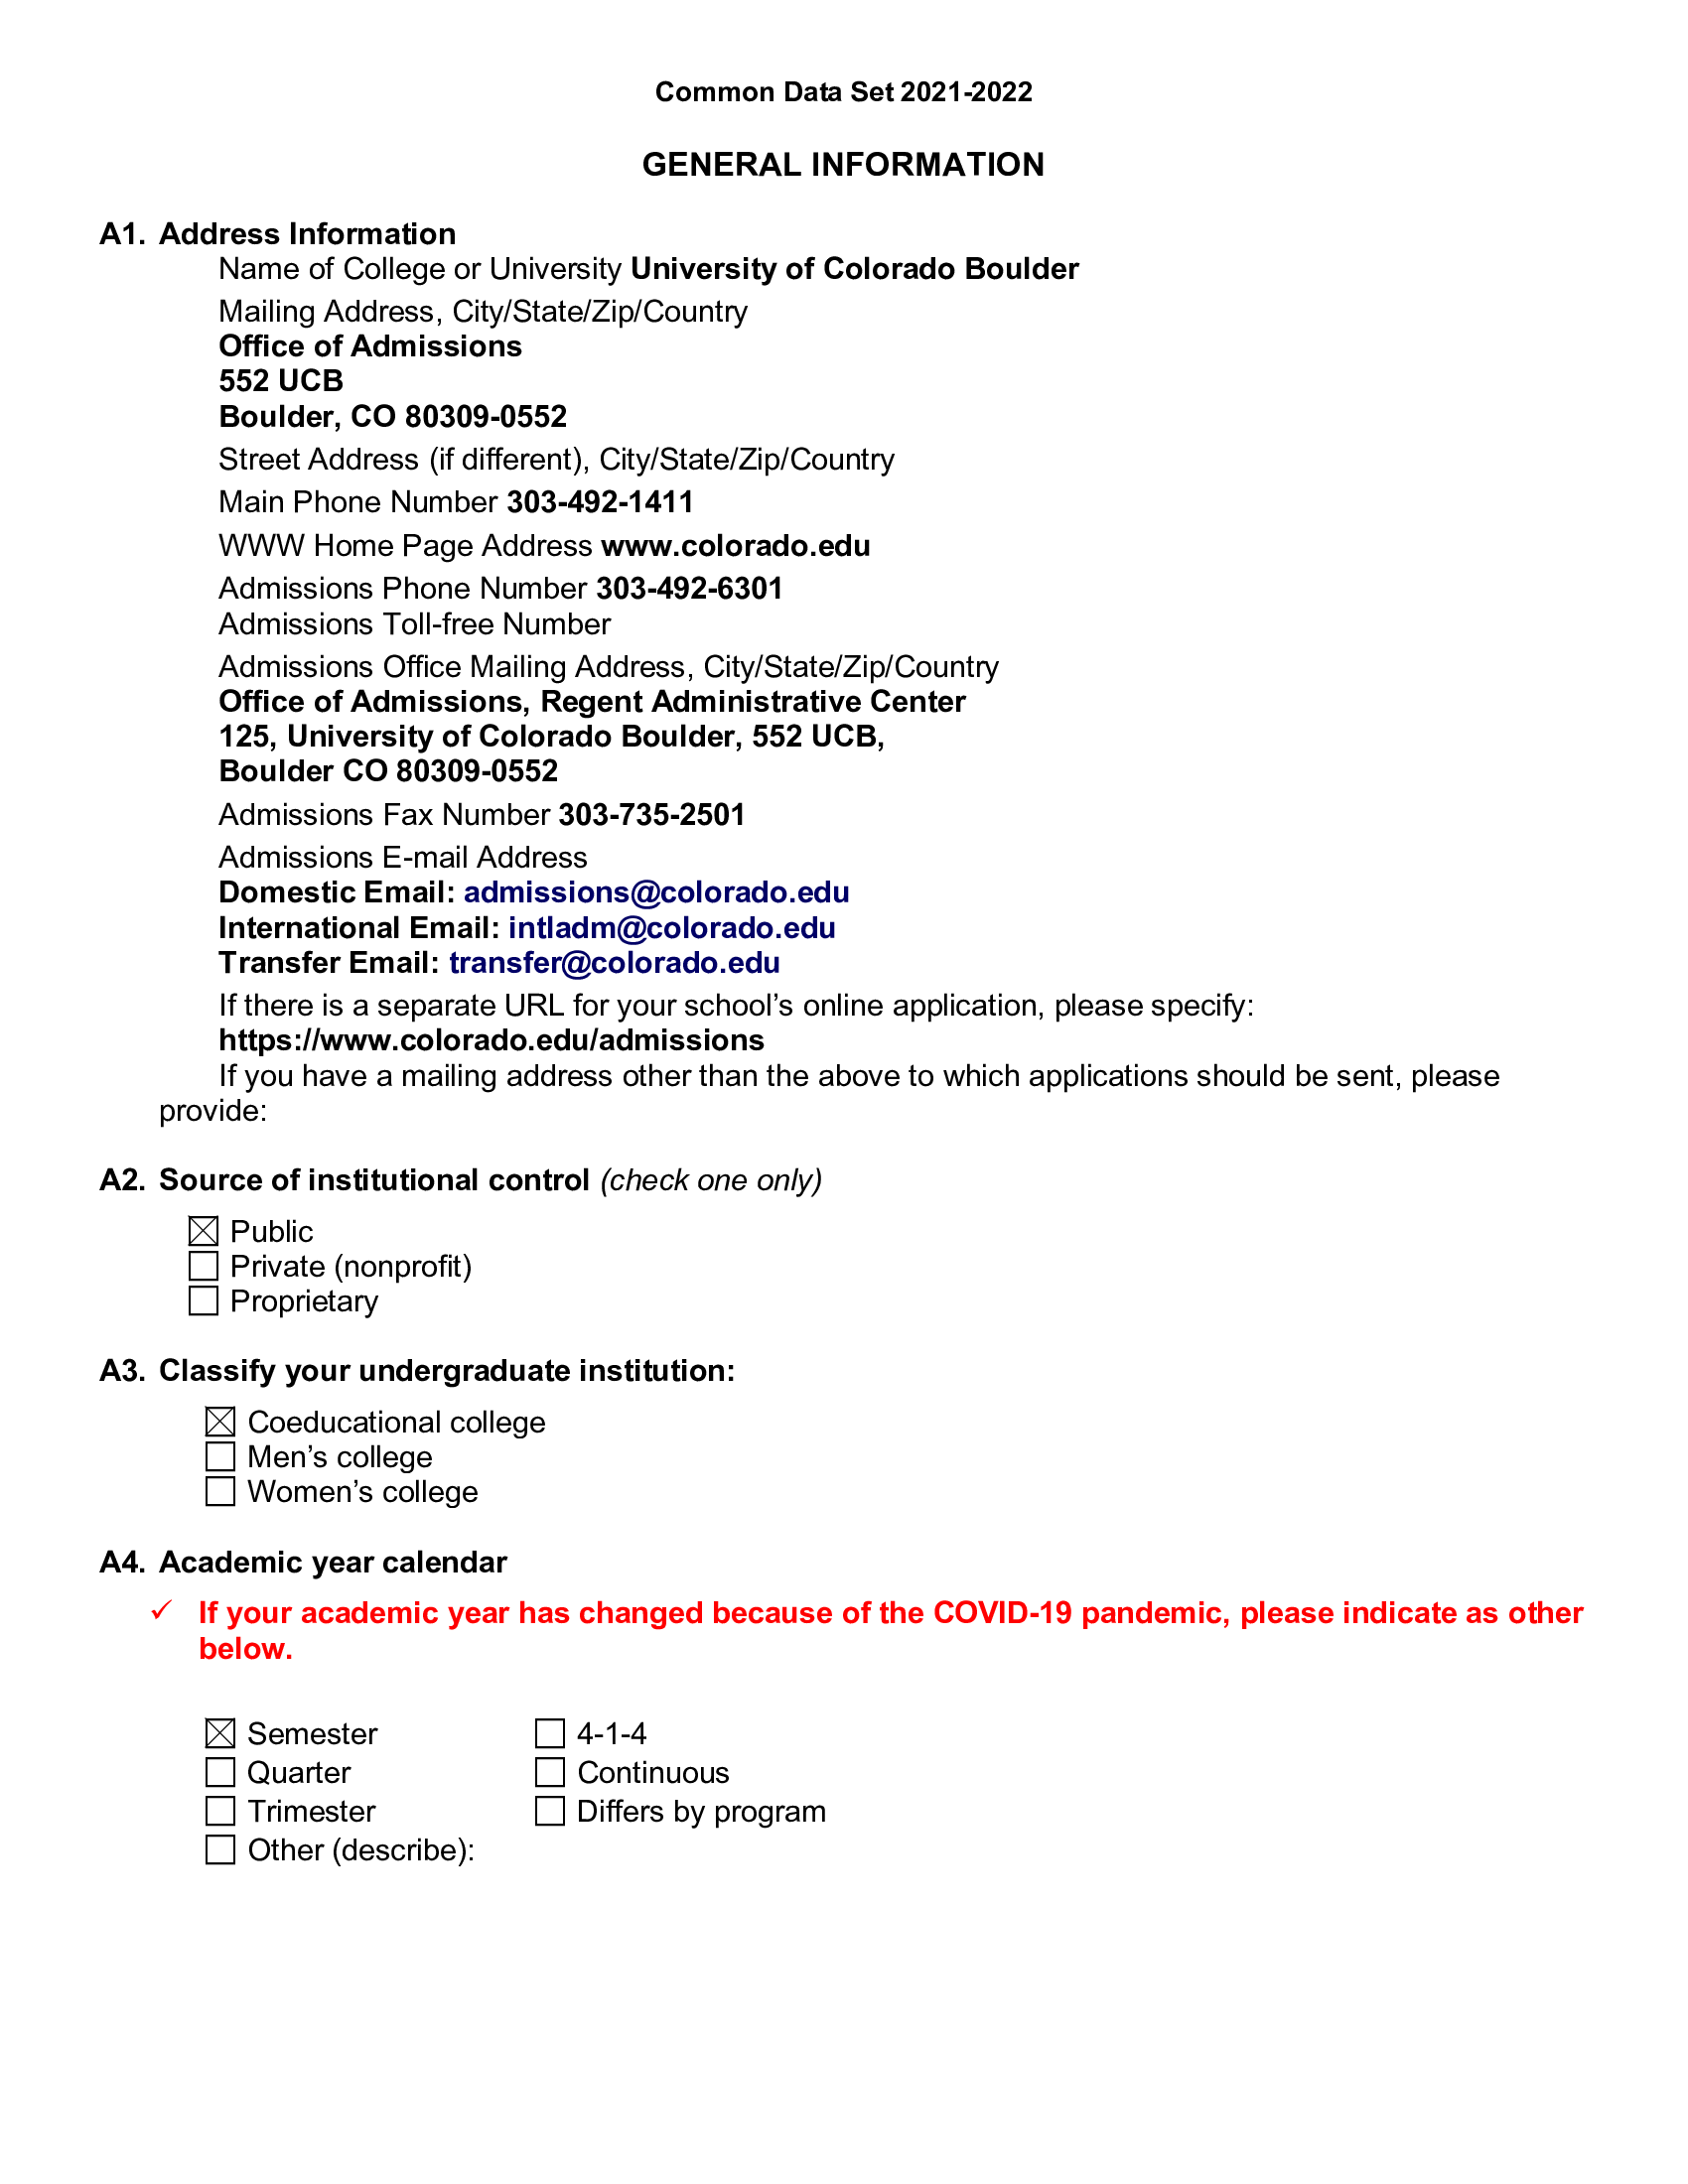 Common Data Set 2021-2022
GENERAL INFORMATION
A1. Address Information
Name of College or University University of Colorado Boulder
Mailing Address, City/State/Zip/Country
Office of Admissions
552 UCB
Boulder, CO 80309-0552
Street Address (if different), City/State/Zip/Country
Main Phone Number 303-492-1411
WWW Home Page Address www.colorado.edu
Admissions Phone Number 303-492-6301
Admissions Toll-free Number
Admissions Office Mailing Address, City/State/Zip/Country
Office of Admissions, Regent Administrative Center
125, University of Colorado Boulder, 552 UCB,
Boulder CO 80309-0552
Admissions Fax Number 303-735-2501
Admissions E-mail Address
Domestic Email: admissions@colorado.edu
International Email: intladm@colorado.edu
Transfer Email: transfer@colorado.edu
If there is a separate URL for your school’s online application, please specify:
https://www.colorado.edu/admissions
If you have a mailing address other than the above to which applications should be sent, please
provide:
A2. Source of institutional control (check one only)
☒ Public
☐ Private (nonprofit)
☐ Proprietary
A3. Classify your undergraduate institution:
☒ Coeducational college
☐ Men’s college
☐ Women’s college
A4. Academic year calendar
✓ If your academic year has changed because of the COVID-19 pandemic, please indicate as other
below.
☒ Semester ☐ 4-1-4
☐ Quarter ☐ Continuous
☐ Trimester ☐ Differs by program
☐ Other (describe):